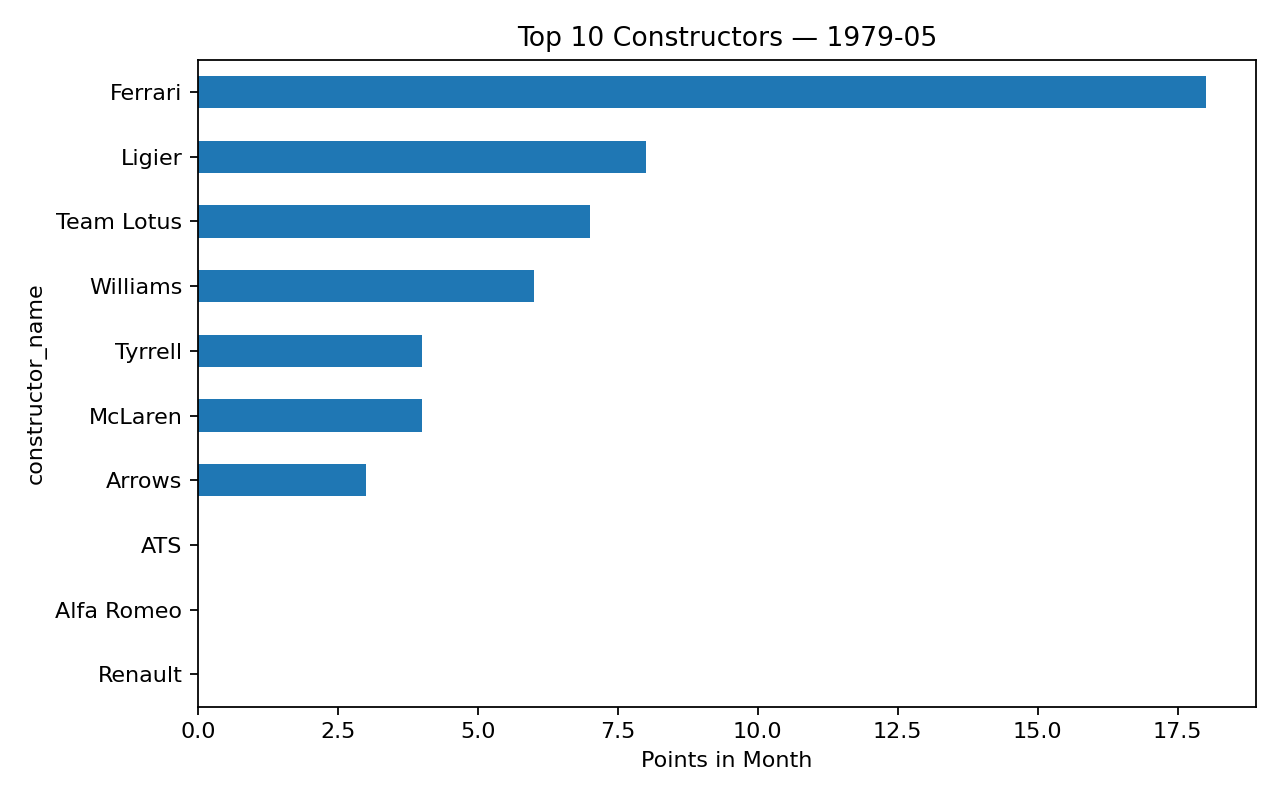 Top 10 Constructors — 1979-05
Ferrari
Ligier
Team Lotus
Williams
Tyrrell
McLaren
Arrows
ATS
Alfa Romeo
Renault
constructor_name
0.0 2.5 5.0 7.5 10.0 12.5 15.0 17.5
Points in Month